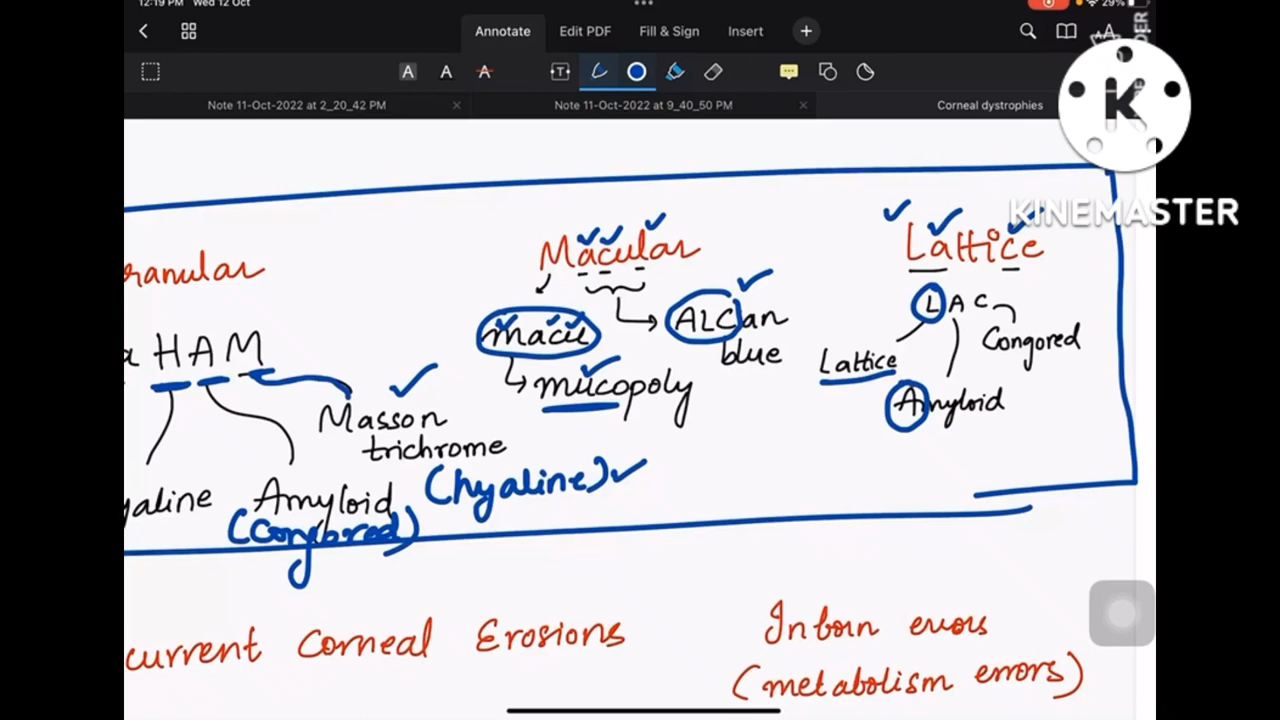 12:19 PM Wed 12 Oct
29%
Annotate Edit PDF Fill & Sign Insert
Note 11-Oct-2022 at 2_20_42 PM
Note 11-Oct-2022 at 9_40_50 PM
Corneal dystrophies
K
KINEMASTER
ranular
Macular
Lattice
HAM
macu
ALCan
blue
LAC
Congored
Lattice
mucopoly
Amyloid
Masson
trichrome
yaline
Amyloid
(hyaline)
(Congored)
current Corneal Erosions
Inborn errors
(metabolism errors)